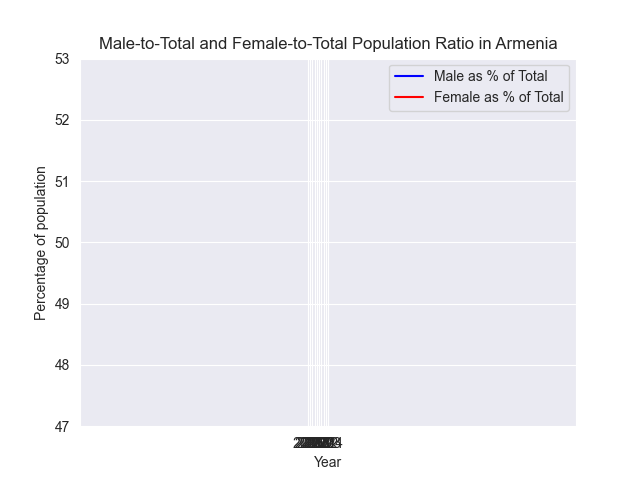 Male-to-Total and Female-to-Total Population Ratio in Armenia
Male as % of Total
Female as % of Total
53
52
51
50
49
48
47
Percentage of population
Year